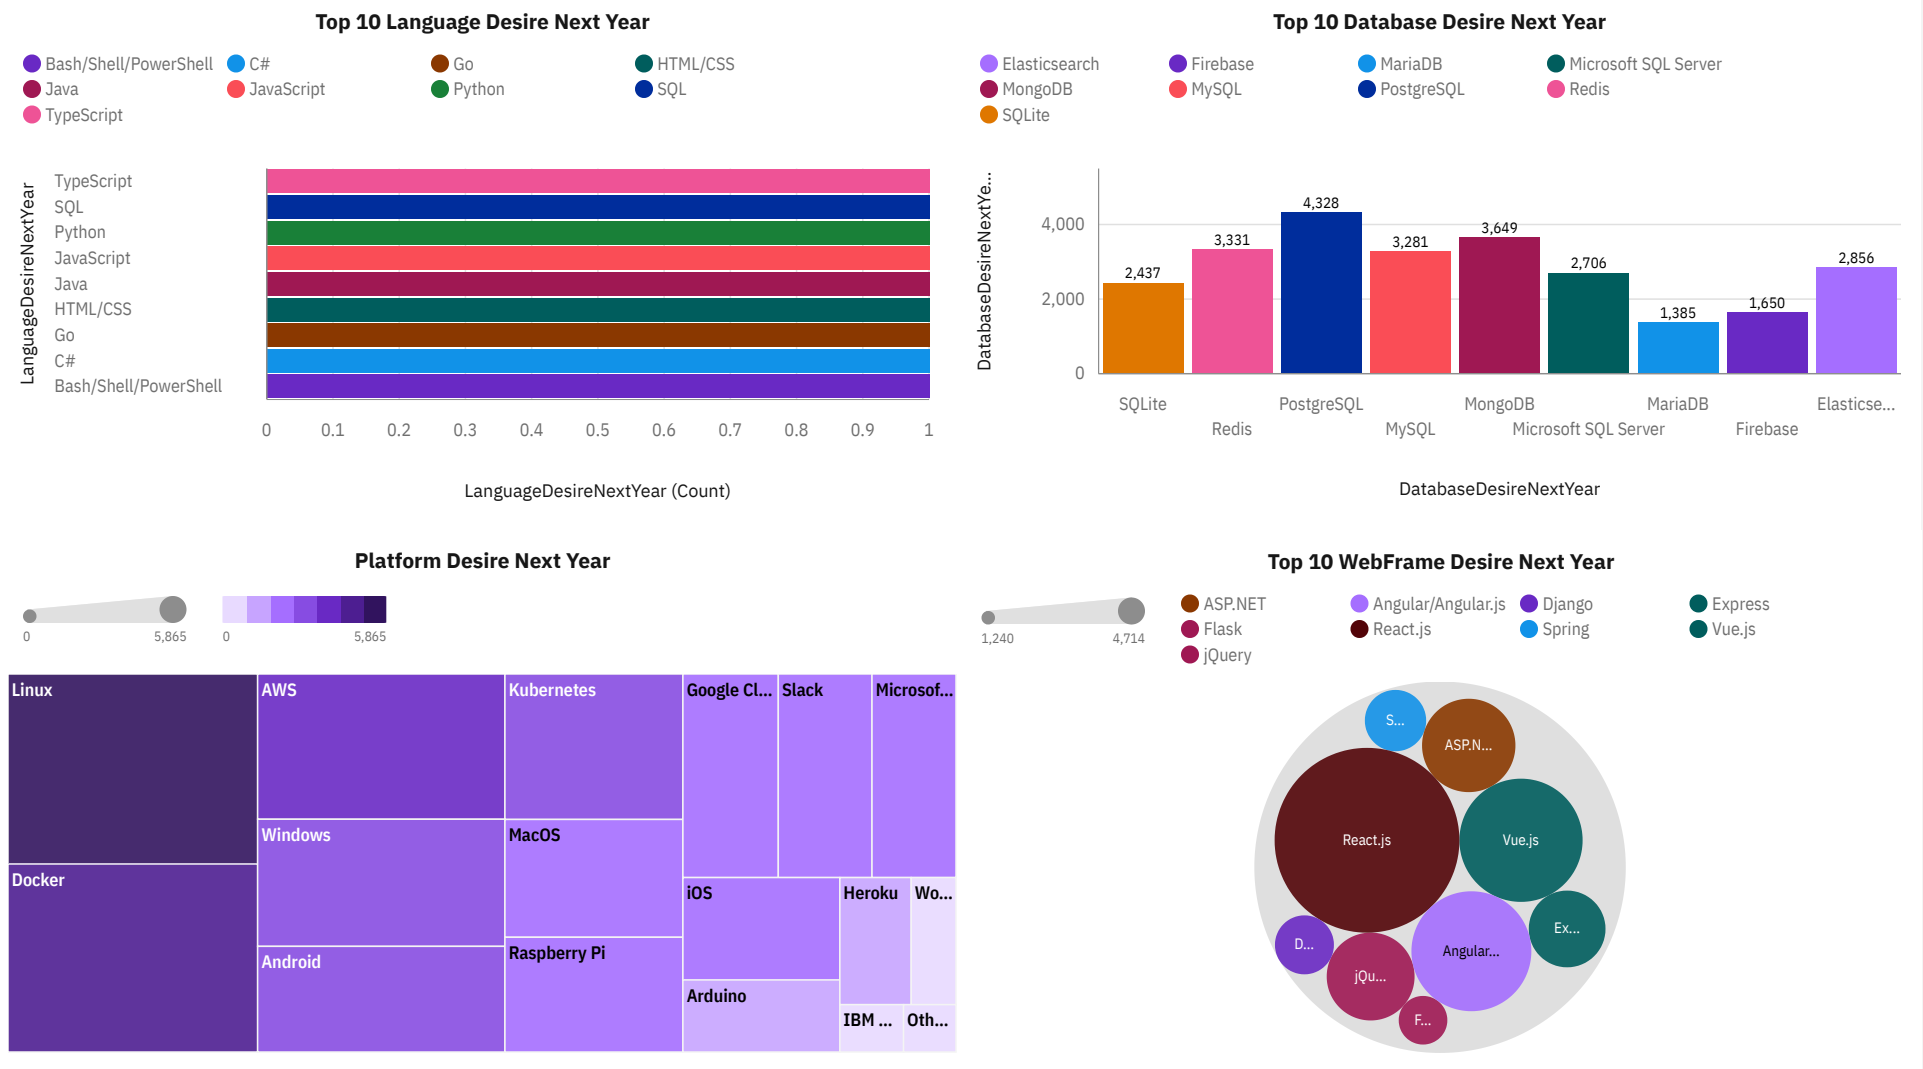 Top 10 Language Desire Next Year
Bash/Shell/PowerShell C# Go HTML/CSS
Java JavaScript Python SQL
TypeScript
LanguageDesireNextYear
TypeScript
SQL
Python
JavaScript
Java
HTML/CSS
Go
C#
Bash/Shell/PowerShell
0 0.1 0.2 0.3 0.4 0.5 0.6 0.7 0.8 0.9 1
LanguageDesireNextYear (Count)
Top 10 Database Desire Next Year
Elasticsearch Firebase MariaDB Microsoft SQL Server
MongoDB MySQL PostgreSQL Redis
SQLite
DatabaseDesireNextYe...
4,000
2,000
0
2,437 3,331 4,328 3,281 3,649 2,706 1,385 1,650 2,856
SQLite PostgreSQL MongoDB MariaDB Elasticse...
Redis MySQL Microsoft SQL Server Firebase
DatabaseDesireNextYear
Platform Desire Next Year
0 5,865 0 5,865
Linux AWS Kubernetes Google Cl... Slack Microsof...
Windows MacOS
Docker iOS Heroku Wo...
Android Raspberry Pi
Arduino
IBM ... Oth...
Top 10 WebFrame Desire Next Year
1,240 4,714
ASP.NET Angular/Angular.js Django Express
Flask React.js Spring Vue.js
jQuery
S...
ASP.N...
React.js Vue.js
Ex...
D... Angular...
jQu...
F...